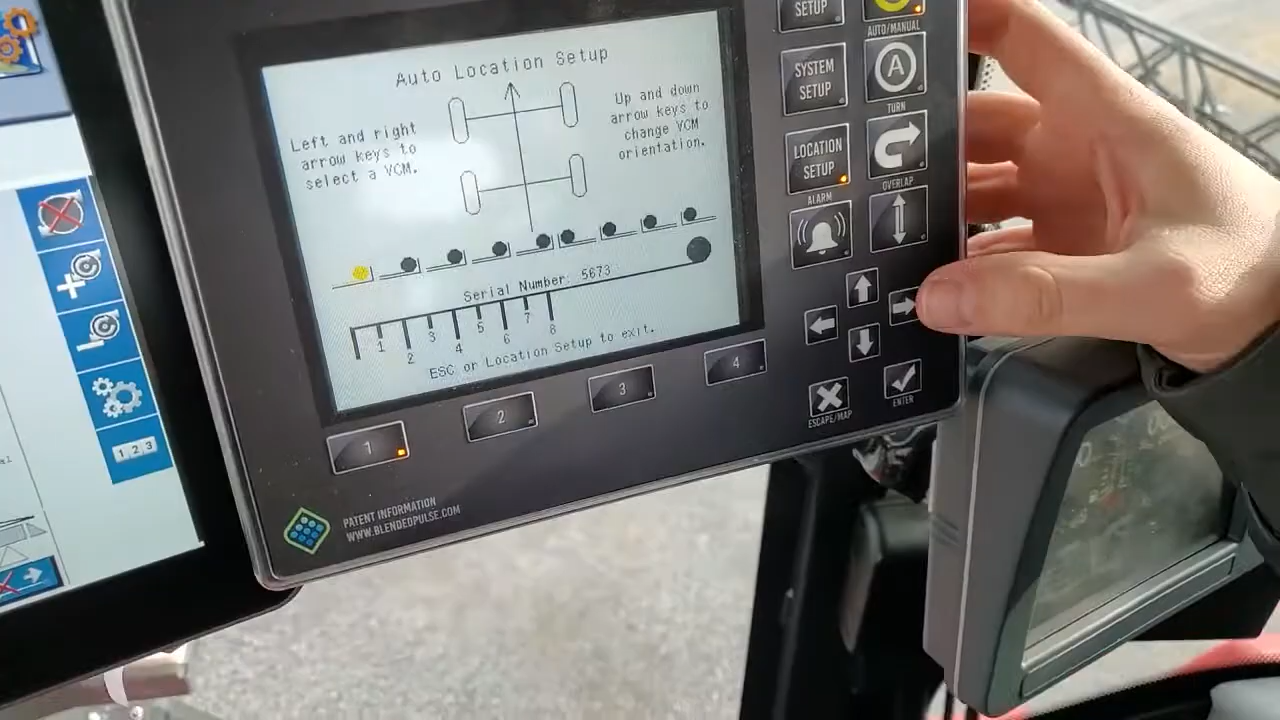 Auto Location Setup
Left and right
arrow keys to
select a VCM.
Up and down
arrow keys to
change VCM
orientation.
Serial Number: 5673
1
2
3
4
5
6
7
8
ESC or Location Setup to exit.
1
2
3
4
PATENT INFORMATION
WWW.BLENDEDPULSE.COM
SETUP
AUTO/MANUAL
SYSTEM
SETUP
A
TURN
LOCATION
SETUP
OVERLAP
ALARM
ESCAPE/MAP
ENTER
1 2 3